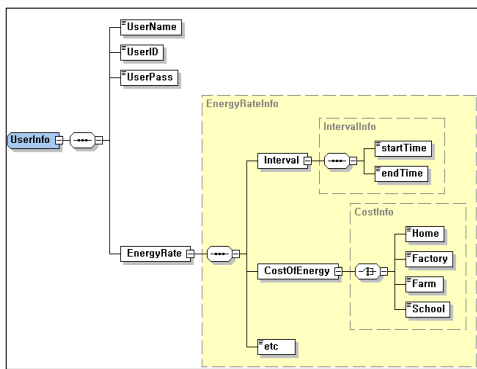 UserName
UserID
UserPass
EnergyRateInfo
IntervalInfo
UserInfo
Interval
startTime
endTime
CostInfo
EnergyRate
Home
CostOfEnergy
Factory
Farm
School
etc